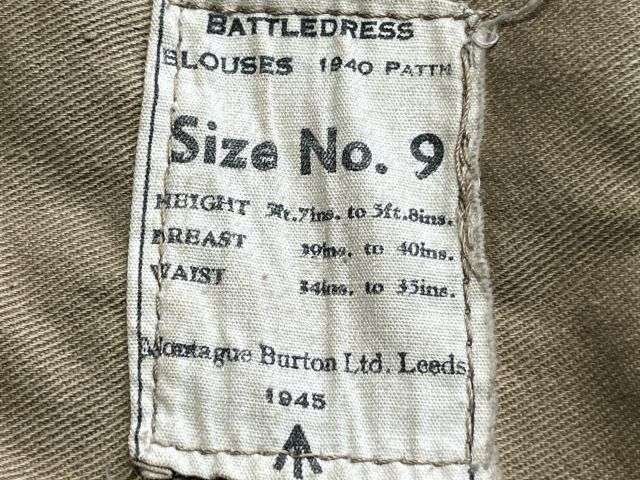 BATTLEDRESS
BLOUSES 1940 PATTN
Size No. 9
HEIGHT 5ft.7ins. to 5ft.8ins.
BREAST 39ins. to 40ins.
WAIST 34ins. to 35ins.
Montague Burton Ltd. Leeds
1945